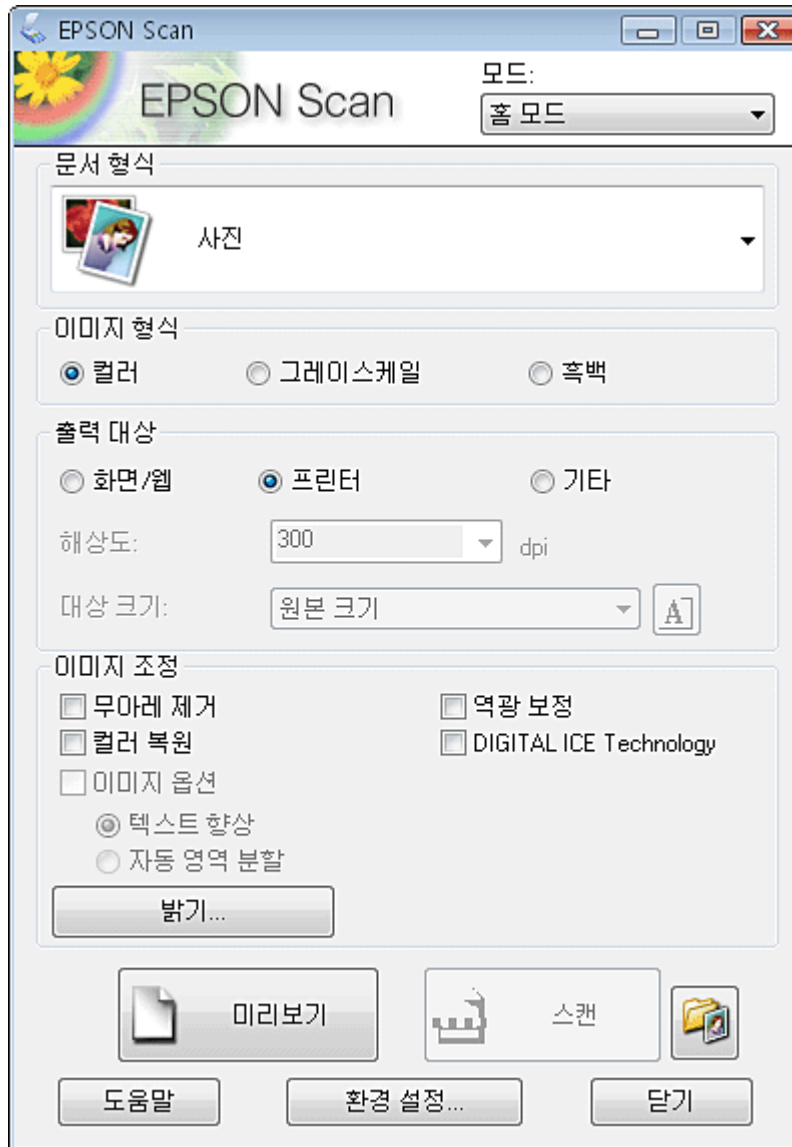 EPSON Scan
EPSON Scan
모드:
홈 모드
문서 형식
사진
이미지 형식
컬러 그레이스케일 흑백
출력 대상
화면/웹 프린터 기타
해상도: 300 dpi
대상 크기: 원본 크기 A
이미지 조정
무아레 제거 역광 보정
컬러 복원 DIGITAL ICE Technology
이미지 옵션
텍스트 향상
자동 영역 분할
밝기...
미리보기 스캔
도움말 환경 설정... 닫기